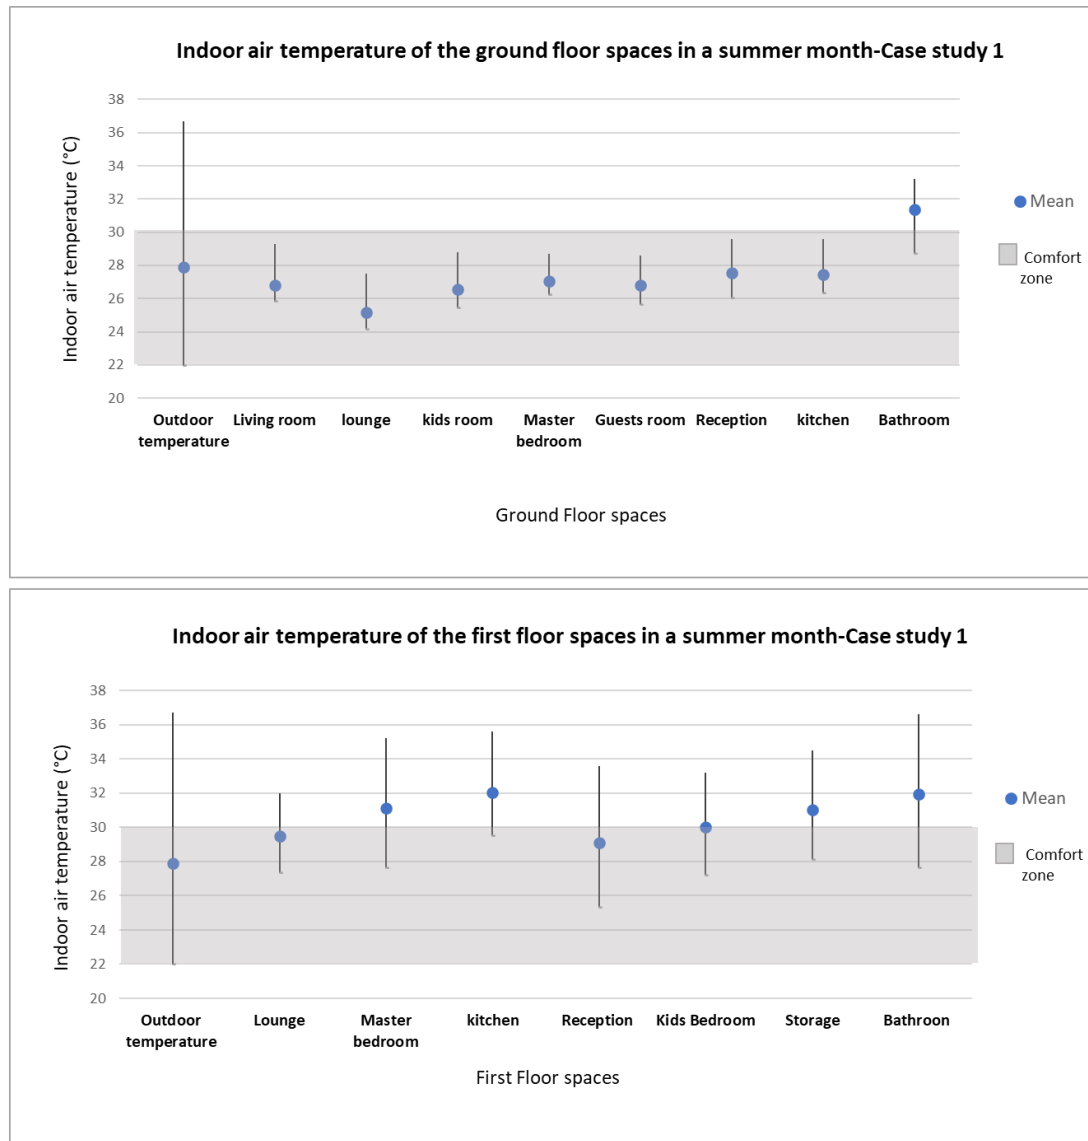 Indoor air temperature of the ground floor spaces in a summer month-Case study 1
Indoor air temperature (°C)
38
36
34
32
30
28
26
24
22
20
Mean
Comfort
zone
Outdoor Living room lounge kids room Master Guests room Reception kitchen Bathroom
temperature bedroom
Ground Floor spaces
Indoor air temperature of the first floor spaces in a summer month-Case study 1
Indoor air temperature (°C)
38
36
34
32
30
28
26
24
22
20
Mean
Comfort
zone
Outdoor Lounge Master kitchen Reception Kids Bedroom Storage Bathroon
temperature bedroom
First Floor spaces